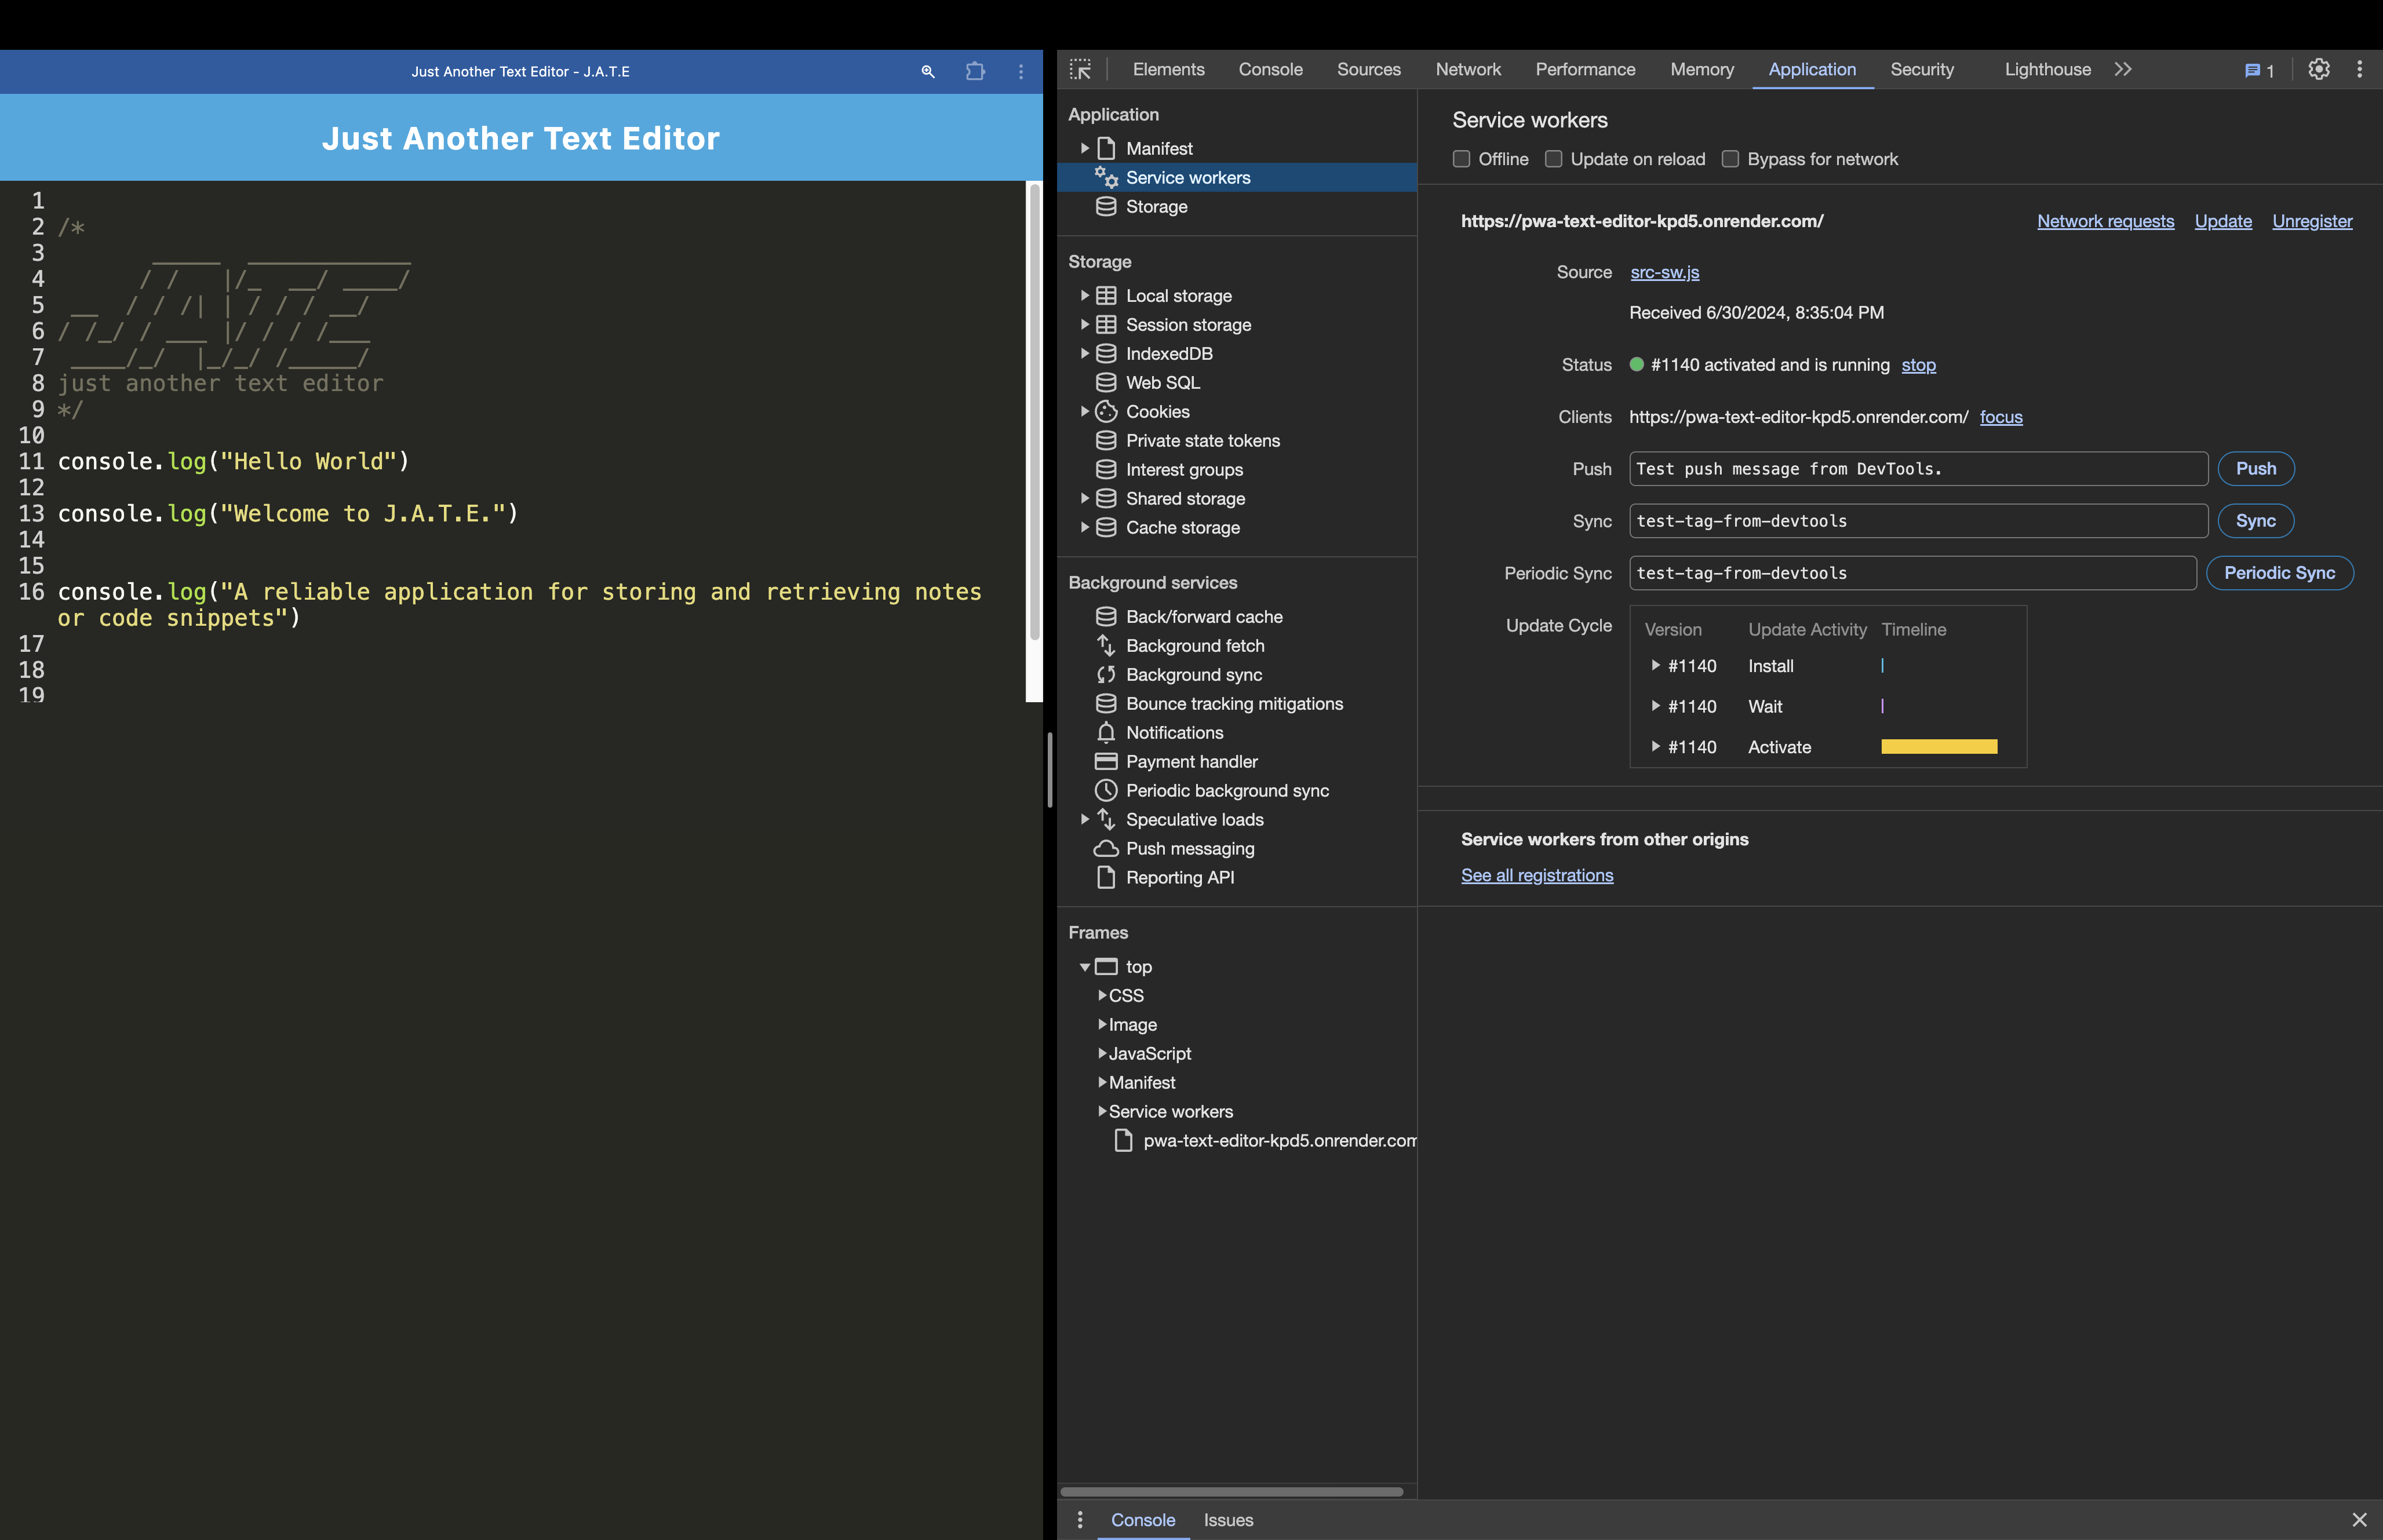 Just Another Text Editor - J.A.T.E
Just Another Text Editor
1
2 /*
3
4
5
6
7
8 just another text editor
9 */
10
11 console.log("Hello World")
12
13 console.log("Welcome to J.A.T.E.")
14
15
16 console.log("A reliable application for storing and retrieving notes
or code snippets")
17
18
19
Elements Console Sources Network Performance Memory Application Security Lighthouse 1
Application
Manifest
Service workers
Storage
Storage
Local storage
Session storage
IndexedDB
Web SQL
Cookies
Private state tokens
Interest groups
Shared storage
Cache storage
Background services
Back/forward cache
Background fetch
Background sync
Bounce tracking mitigations
Notifications
Payment handler
Periodic background sync
Speculative loads
Push messaging
Reporting API
Frames
top
CSS
Image
JavaScript
Manifest
Service workers
pwa-text-editor-kpd5.onrender.com
Service workers
Offline Update on reload Bypass for network
https://pwa-text-editor-kpd5.onrender.com/ Network requests Update Unregister
Source src-sw.js
Received 6/30/2024, 8:35:04 PM
Status #1140 activated and is running stop
Clients https://pwa-text-editor-kpd5.onrender.com/ focus
Push Test push message from DevTools. Push
Sync test-tag-from-devtools Sync
Periodic Sync test-tag-from-devtools Periodic Sync
Update Cycle Version Update Activity Timeline
#1140 Install
#1140 Wait
#1140 Activate
Service workers from other origins
See all registrations
Console Issues